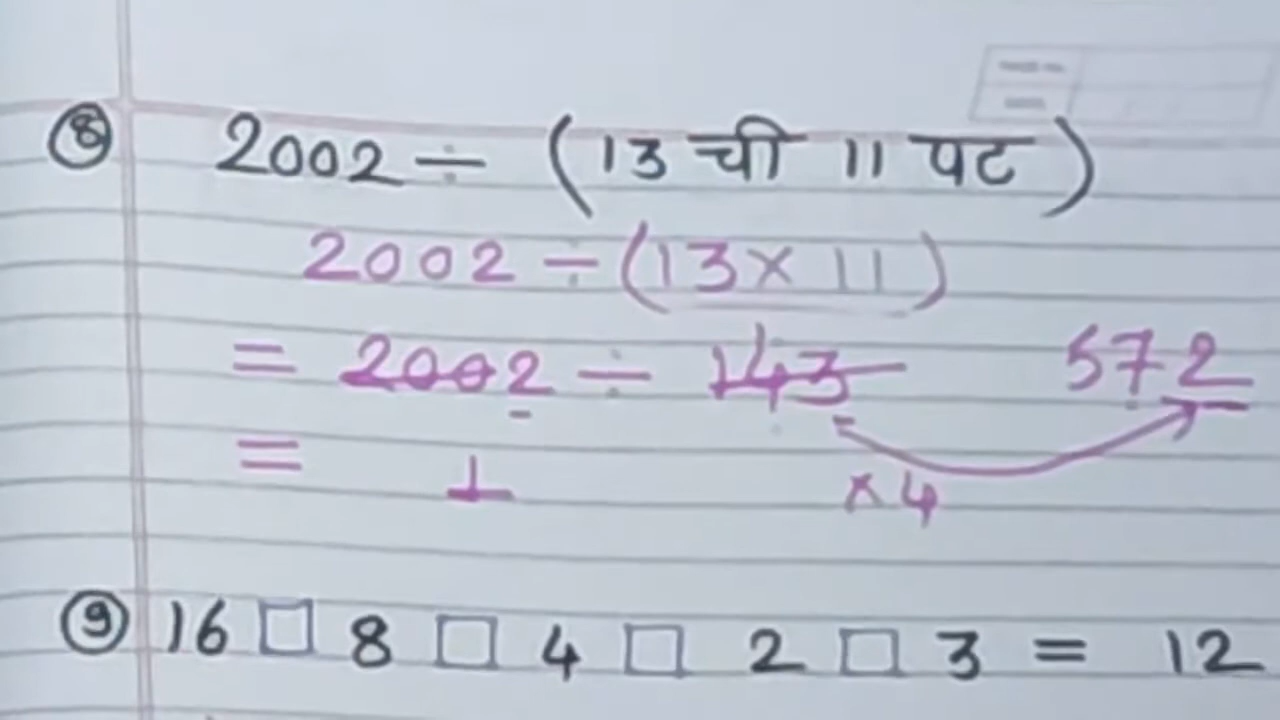 ⑧ 2002 ÷ (13 ची 11 पट)
2002 ÷ (13 × 11)
= 2002 ÷ 143 572
= 1 ×4
⑨ 16 □ 8 □ 4 □ 2 □ 3 = 12